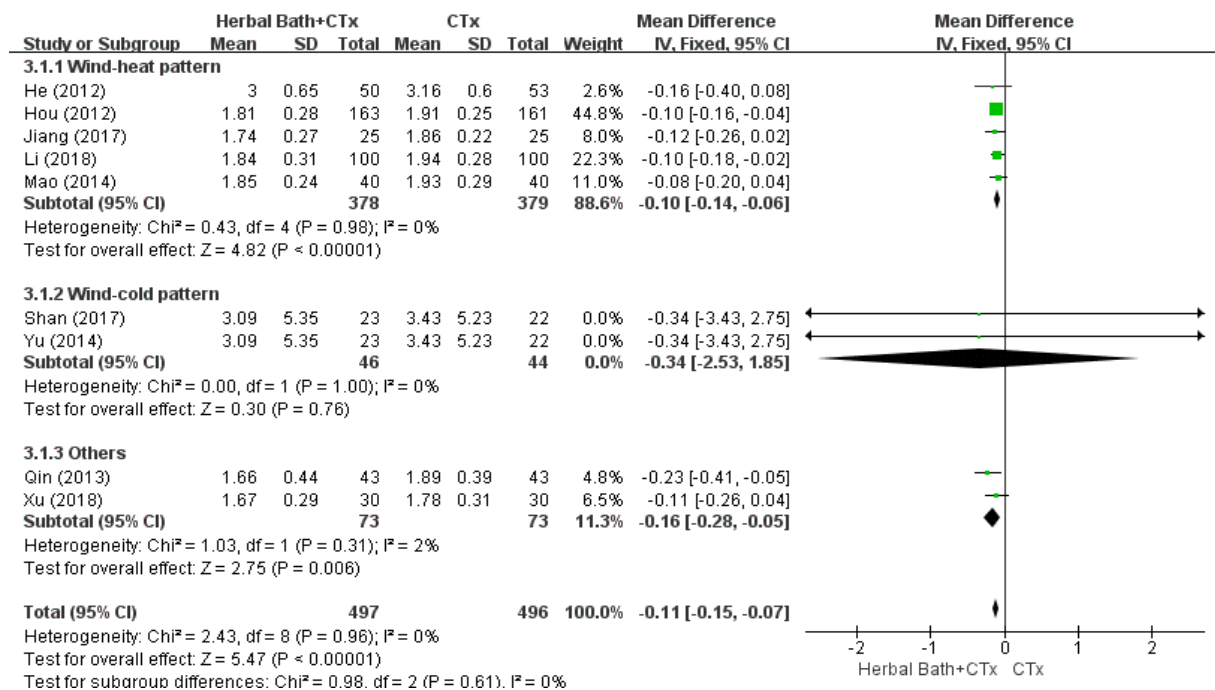 Herbal Bath+CTx CTx Mean Difference Mean Difference
Study or Subgroup Mean SD Total Mean SD Total Weight IV, Fixed, 95% CI IV, Fixed, 95% CI
3.1.1 Wind-heat pattern
He (2012) 3 0.65 50 3.16 0.6 53 2.6% -0.16 [-0.40, 0.08]
Hou (2012) 1.81 0.28 163 1.91 0.25 161 44.8% -0.10 [-0.16, -0.04]
Jiang (2017) 1.74 0.27 25 1.86 0.22 25 8.0% -0.12 [-0.26, 0.02]
Li (2018) 1.84 0.31 100 1.94 0.28 100 22.3% -0.10 [-0.18, -0.02]
Mao (2014) 1.85 0.24 40 1.93 0.29 40 11.0% -0.08 [-0.20, 0.04]
Subtotal (95% CI) 378 379 88.6% -0.10 [-0.14, -0.06]
Heterogeneity: Chi² = 0.43, df = 4 (P = 0.98); I² = 0%
Test for overall effect: Z = 4.82 (P < 0.00001)
3.1.2 Wind-cold pattern
Shan (2017) 3.09 5.35 23 3.43 5.23 22 0.0% -0.34 [-3.43, 2.75]
Yu (2014) 3.09 5.35 23 3.43 5.23 22 0.0% -0.34 [-3.43, 2.75]
Subtotal (95% CI) 46 44 0.0% -0.34 [-2.53, 1.85]
Heterogeneity: Chi² = 0.00, df = 1 (P = 1.00); I² = 0%
Test for overall effect: Z = 0.30 (P = 0.76)
3.1.3 Others
Qin (2013) 1.66 0.44 43 1.89 0.39 43 4.8% -0.23 [-0.41, -0.05]
Xu (2018) 1.67 0.29 30 1.78 0.31 30 6.5% -0.11 [-0.26, 0.04]
Subtotal (95% CI) 73 73 11.3% -0.16 [-0.28, -0.05]
Heterogeneity: Chi² = 1.03, df = 1 (P = 0.31); I² = 2%
Test for overall effect: Z = 2.75 (P = 0.006)
Total (95% CI) 497 496 100.0% -0.11 [-0.15, -0.07]
Heterogeneity: Chi² = 2.43, df = 8 (P = 0.96); I² = 0%
Test for overall effect: Z = 5.47 (P < 0.00001)
Test for subgroup differences: Chi² = 0.98, df = 2 (P = 0.61), I² = 0%
-2 -1 0 1 2
Herbal Bath+CTx CTx